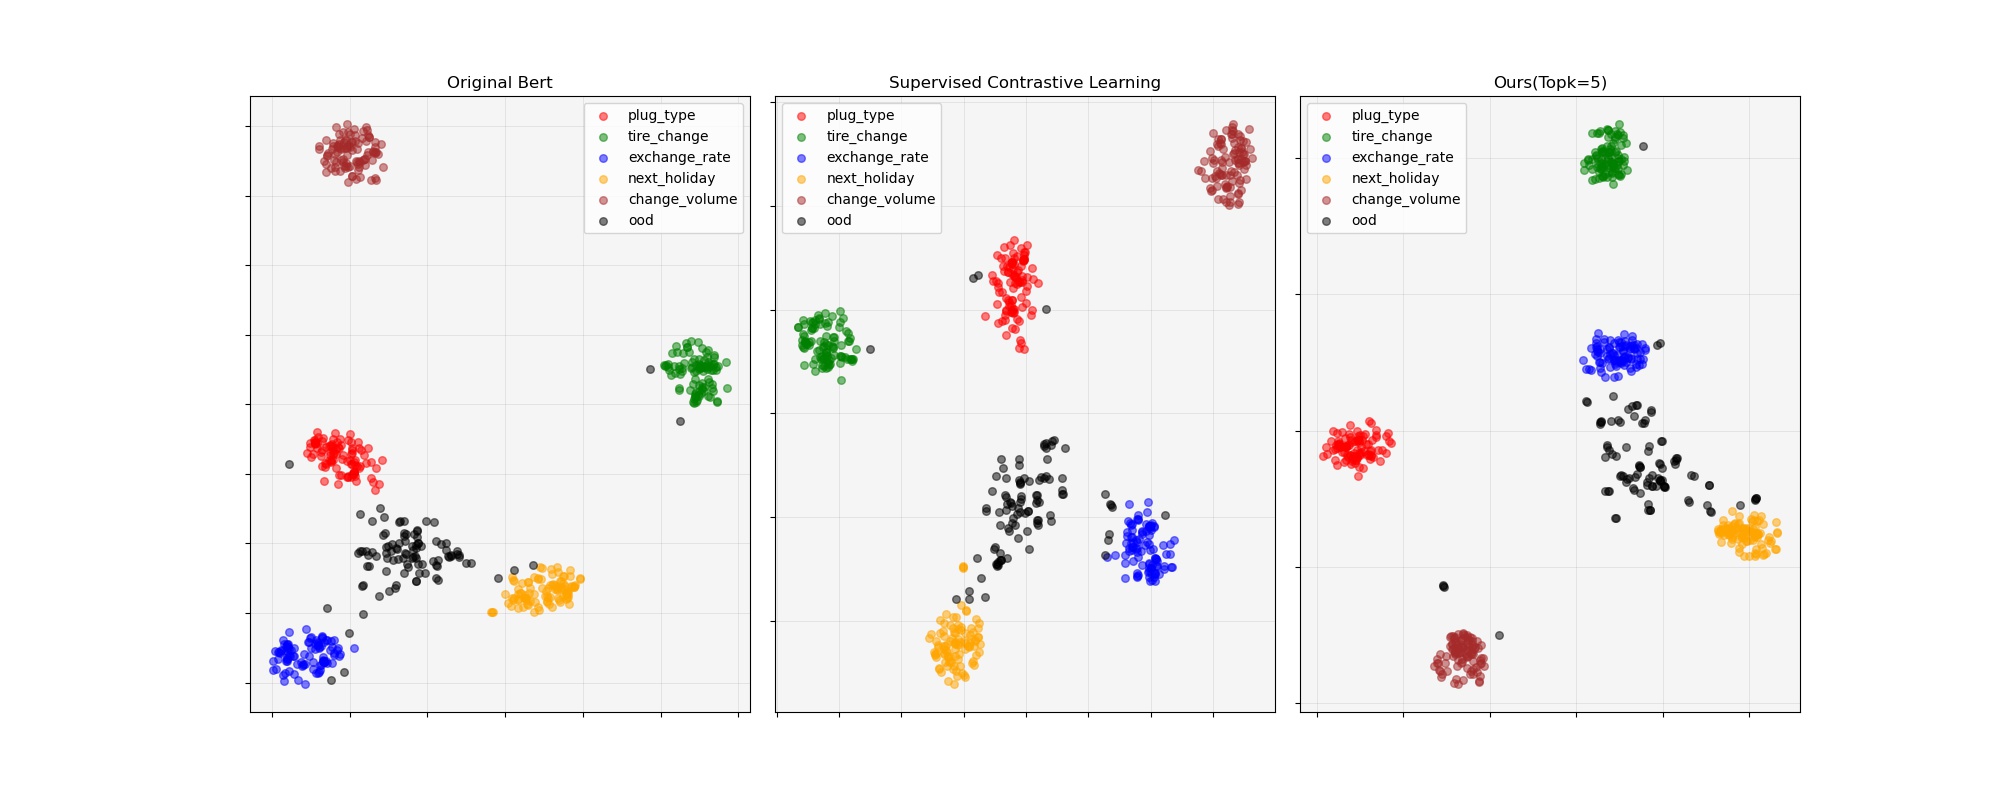 Original Bert
plug_type
tire_change
exchange_rate
next_holiday
change_volume
ood
Supervised Contrastive Learning
plug_type
tire_change
exchange_rate
next_holiday
change_volume
ood
Ours(Topk=5)
plug_type
tire_change
exchange_rate
next_holiday
change_volume
ood